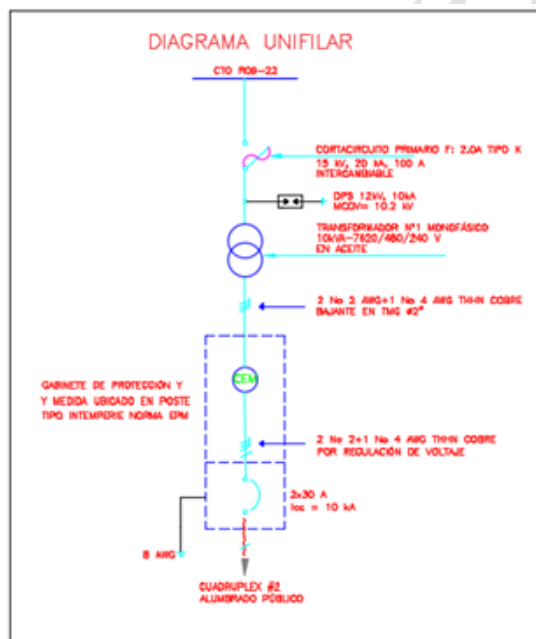 DIAGRAMA UNIFILAR
CTO R09-22
CORTACIRCUITO PRIMARIO F: 2.0A TIPO K
15 kV, 20 kA, 100 A
INTERCAMBIABLE
DPS 12kV, 10kA
MCOV= 10.2 kV
TRANSFORMADOR Nº1 MONOFÁSICO
10kVA-7620/480/240 V
EN ACEITE
2 No 2 AWG+1 No 4 AWG THHN COBRE
BAJANTE EN TMG Ø2"
CEM
GABINETE DE PROTECCIÓN Y
Y MEDIDA UBICADO EN POSTE
TIPO INTEMPERIE NORMA EPM
2 No 2+1 No 4 AWG THHN COBRE
POR REGULACIÓN DE VOLTAJE
2x30 A
Icc = 10 kA
8 AWG
CUADRUPLEX #2
ALUMBRADO PÚBLICO